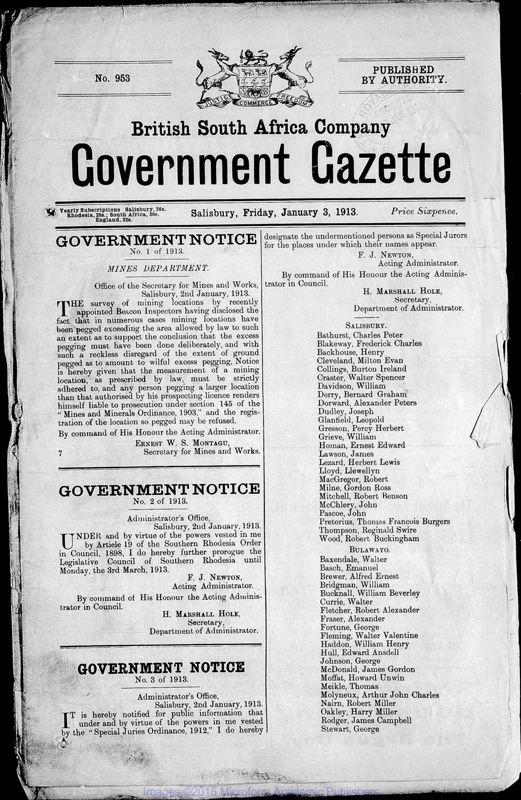 No. 953
PUBLISHED
BY AUTHORITY.
JUSTICE COMMERCE FREEDOM
British South Africa Company
Government Gazette
Yearly Subscriptions Salisbury, 26s.
Rhodesia, 28s.; South Africa, 30s.
England, 32s.
Salisbury, Friday, January 3, 1913.
Price Sixpence.
GOVERNMENT NOTICE
No. 1 of 1913.
MINES DEPARTMENT.
Office of the Secretary for Mines and Works,
Salisbury, 2nd January, 1913.
THE survey of mining locations by recently
appointed Beacon Inspectors having disclosed the
fact that in numerous cases mining locations have
been pegged exceeding the area allowed by law to such
an extent as to support the conclusion that the excess
pegging must have been done deliberately, and with
such a reckless disregard of the extent of ground
pegged as to amount to wilful excess pegging, Notice
is hereby given that the measurement of a mining
location, as prescribed by law, must be strictly
adhered to, and any person pegging a larger location
than that authorised by his prospecting licence renders
himself liable to prosecution under section 145 of the
"Mines and Minerals Ordinance, 1903," and the regis-
tration of the location so pegged may be refused.
By command of His Honour the Acting Administrator.
ERNEST W. S. MONTAGU,
7 Secretary for Mines and Works.
GOVERNMENT NOTICE
No. 2 of 1913.
Administrator's Office,
Salisbury, 2nd January, 1913.
UNDER and by virtue of the powers vested in me
by Article 19 of the Southern Rhodesia Order
in Council, 1898, I do hereby further prorogue the
Legislative Council of Southern Rhodesia until
Monday, the 3rd March, 1913.
F. J. NEWTON,
Acting Administrator.
By command of His Honour the Acting Adminis-
trator in Council.
H. MARSHALL HOLE,
Secretary,
Department of Administrator.
GOVERNMENT NOTICE
No. 3 of 1913.
Administrator's Office,
Salisbury, 2nd January, 1913.
IT is hereby notified for public information that
under and by virtue of the powers in me vested
by the "Special Juries Ordinance, 1912," I do hereby
designate the undermentioned persons as Special Jurors
for the places under which their names appear.
F. J. NEWTON,
Acting Administrator.
By command of His Honour the Acting Adminis-
trator in Council.
H. MARSHALL HOLE,
Secretary,
Department of Administrator.
SALISBURY.
Bathurst, Charles Peter
Blakeway, Frederick Charles
Backhouse, Henry
Cleveland, Milton Evan
Collings, Burton Ireland
Craster, Walter Spencer
Davidson, William
Derry, Bernard Graham
Dorward, Alexander Peters
Dudley, Joseph
Glanfield, Leopold
Gresson, Percy Herbert
Grieve, William
Homan, Ernest Edward
Lawson, James
Lezard, Herbert Lewis
Lloyd, Llewellyn
MacGregor, Robert
Milne, Gordon Ross
Mitchell, Robert Benson
McChlery, John
Pascoe, John
Pretorius, Thomas Francois Burgers
Thompson, Reginald Swire
Wood, Robert Buckingham
BULAWAYO.
Baxendale, Walter
Basch, Emanuel
Brewer, Alfred Ernest
Bridgman, William
Bucknall, William Beverley
Currie, Walter
Fletcher, Robert Alexander
Fraser, Alexander
Fortune, George
Fleming, Walter Valentine
Haddon, William Henry
Hull, Edward Ansdell
Johnson, George
McDonald, James Gordon
Moffat, Howard Unwin
Meikle, Thomas
Molyneux, Arthur John Charles
Nairn, Robert Miller
Oakley, Harry Miller
Rodger, James Campbell
Stewart, George
Images ©2016 Microform Academic Publishers